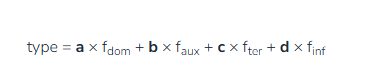 type = a × fdom + b × faux + c × fter + d × finf